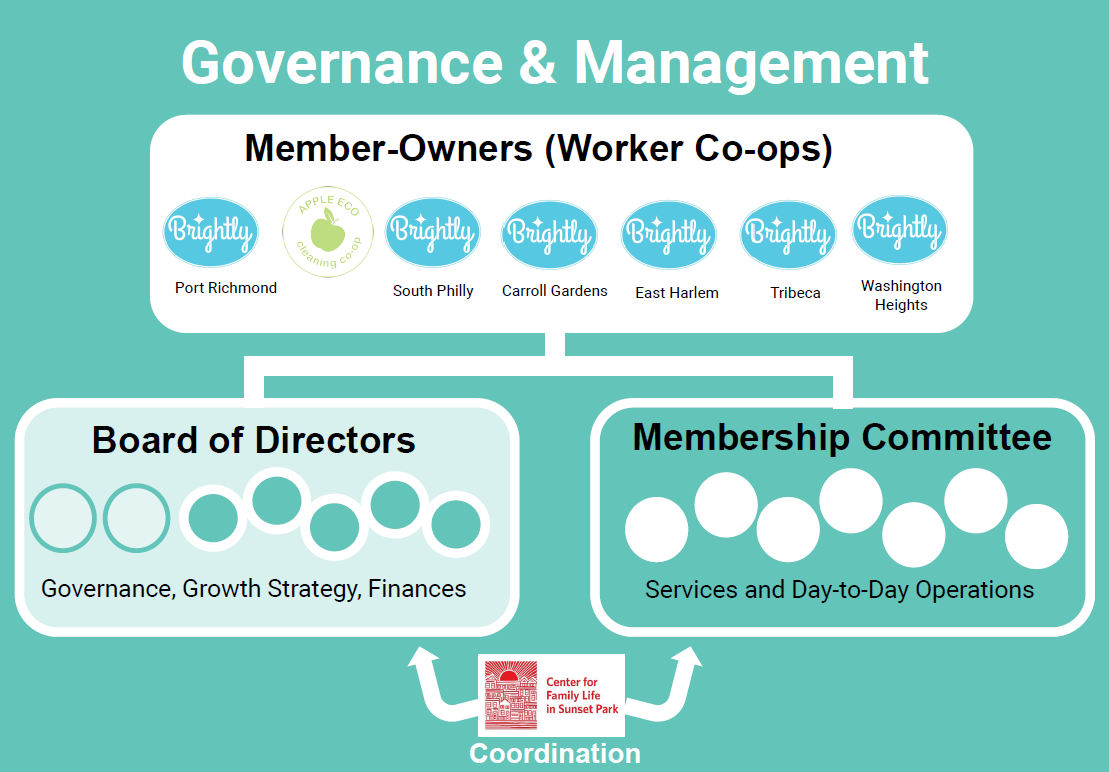 Governance & Management
Member-Owners (Worker Co-ops)
Brightly
APPLE ECO
cleaning co-op
Brightly
Brightly
Brightly
Brightly
Brightly
Port Richmond
South Philly
Carroll Gardens
East Harlem
Tribeca
Washington
Heights
Board of Directors
Governance, Growth Strategy, Finances
Membership Committee
Services and Day-to-Day Operations
Center for
Family Life
in Sunset Park
Coordination